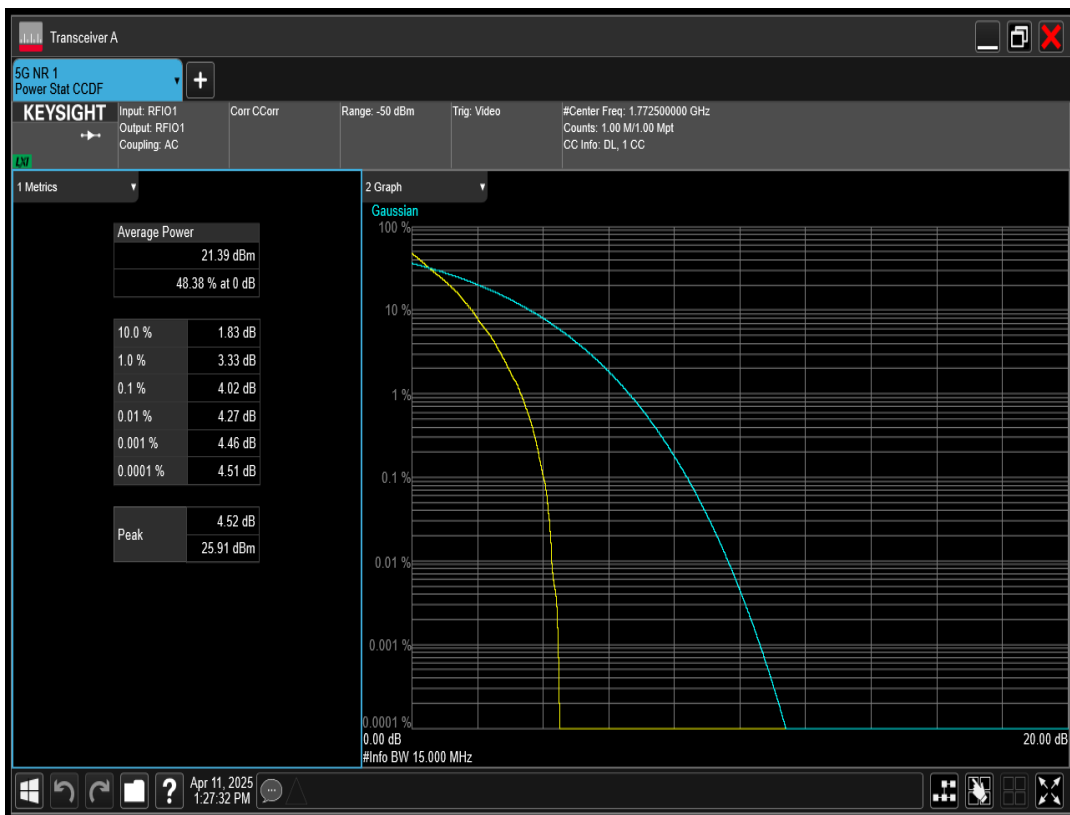 Transceiver A
5G NR 1
Power Stat CCDF
KEYSIGHT
LXI
Input: RFIO1
Output: RFIO1
Coupling: AC
Corr CCorr
Range: -50 dBm
Trig: Video
#Center Freq: 1.772500000 GHz
Counts: 1.00 M/1.00 Mpt
CC Info: DL, 1 CC
1 Metrics
Average Power
21.39 dBm
48.38 % at 0 dB
10.0 % 1.83 dB
1.0 % 3.33 dB
0.1 % 4.02 dB
0.01 % 4.27 dB
0.001 % 4.46 dB
0.0001 % 4.51 dB
Peak
4.52 dB
25.91 dBm
2 Graph
Gaussian
100 %
10 %
1 %
0.1 %
0.01 %
0.001 %
0.0001 %
0.00 dB 20.00 dB
#Info BW 15.000 MHz
Apr 11, 2025
1:27:32 PM